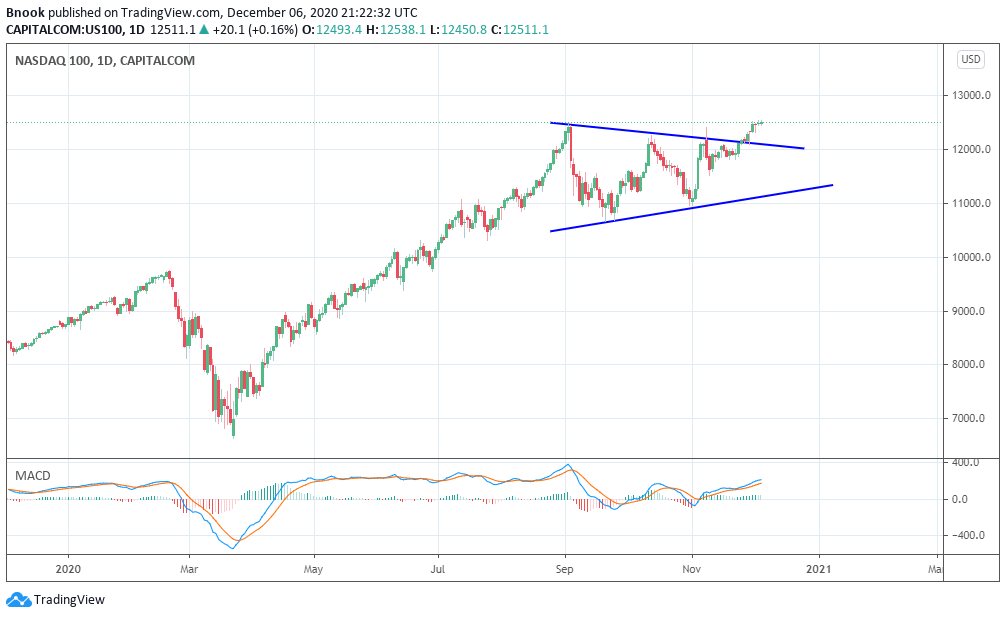 Bnook published on TradingView.com, December 06, 2020 21:22:32 UTC
CAPITALCOM:US100, 1D 12511.1 ▲ +20.1 (+0.16%) O:12493.4 H:12538.1 L:12450.8 C:12511.1
NASDAQ 100, 1D, CAPITALCOM
USD
13000.0
12000.0
11000.0
10000.0
9000.0
8000.0
7000.0
MACD
400.0
0.0
-400.0
2020 Mar May Jul Sep Nov 2021 Ma
TradingView